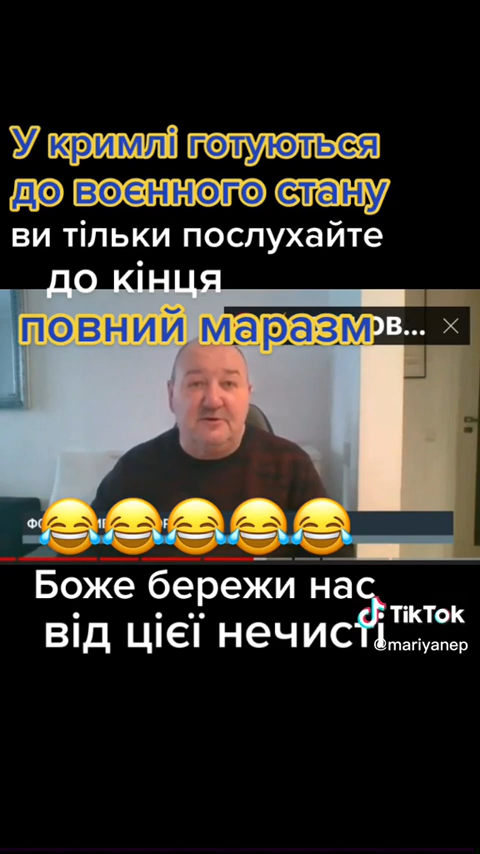 У кримлі готуються
до воєнного стану
ви тільки послухайте
до кінця
ОВ...
повний маразм
Боже бережи нас
від цієї нечисті
TikTok
@mariyanep